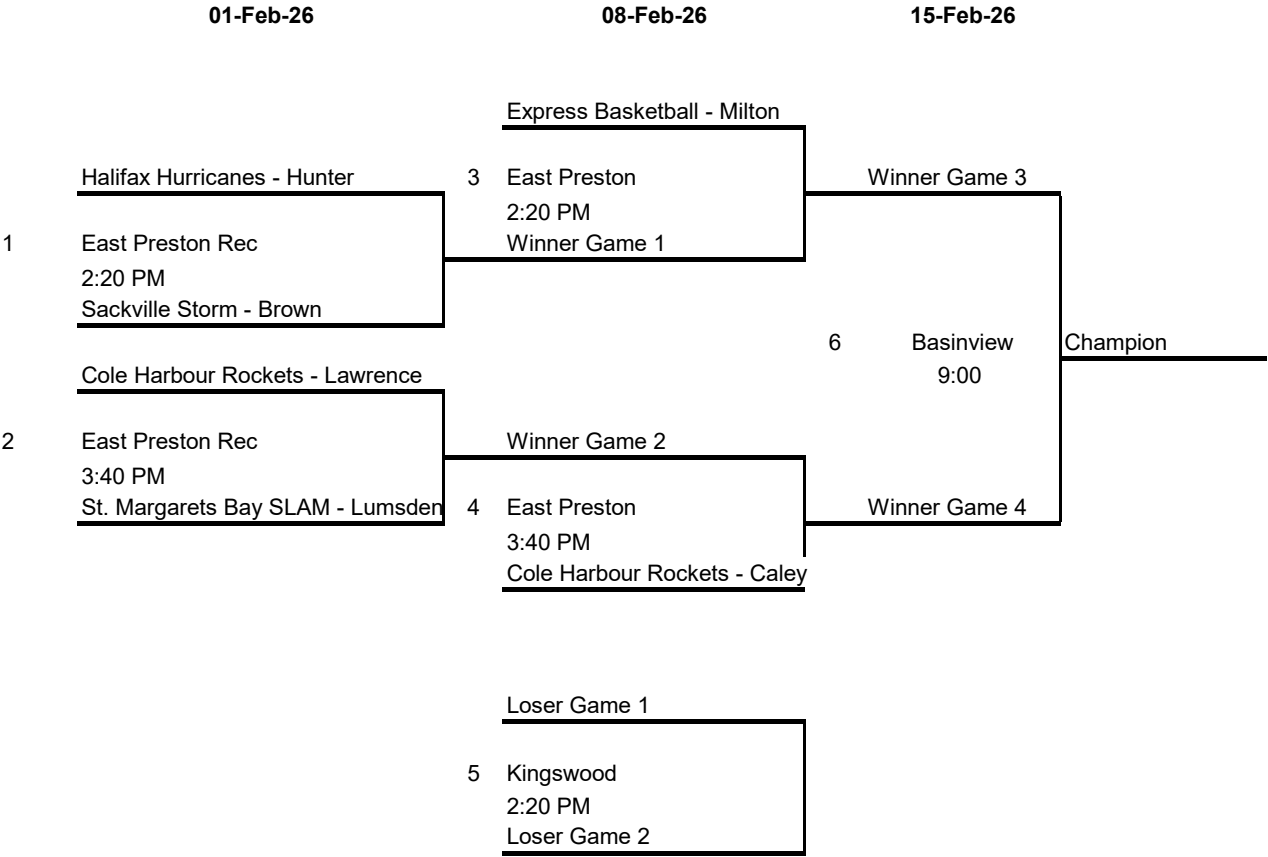 01-Feb-26 08-Feb-26 15-Feb-26
Express Basketball - Milton
Halifax Hurricanes - Hunter 3 East Preston Winner Game 3
2:20 PM
1 East Preston Rec Winner Game 1
2:20 PM
Sackville Storm - Brown
6 Basinview Champion
Cole Harbour Rockets - Lawrence 9:00
2 East Preston Rec Winner Game 2
3:40 PM
St. Margarets Bay SLAM - Lumsden 4 East Preston Winner Game 4
3:40 PM
Cole Harbour Rockets - Caley
Loser Game 1
5 Kingswood
2:20 PM
Loser Game 2